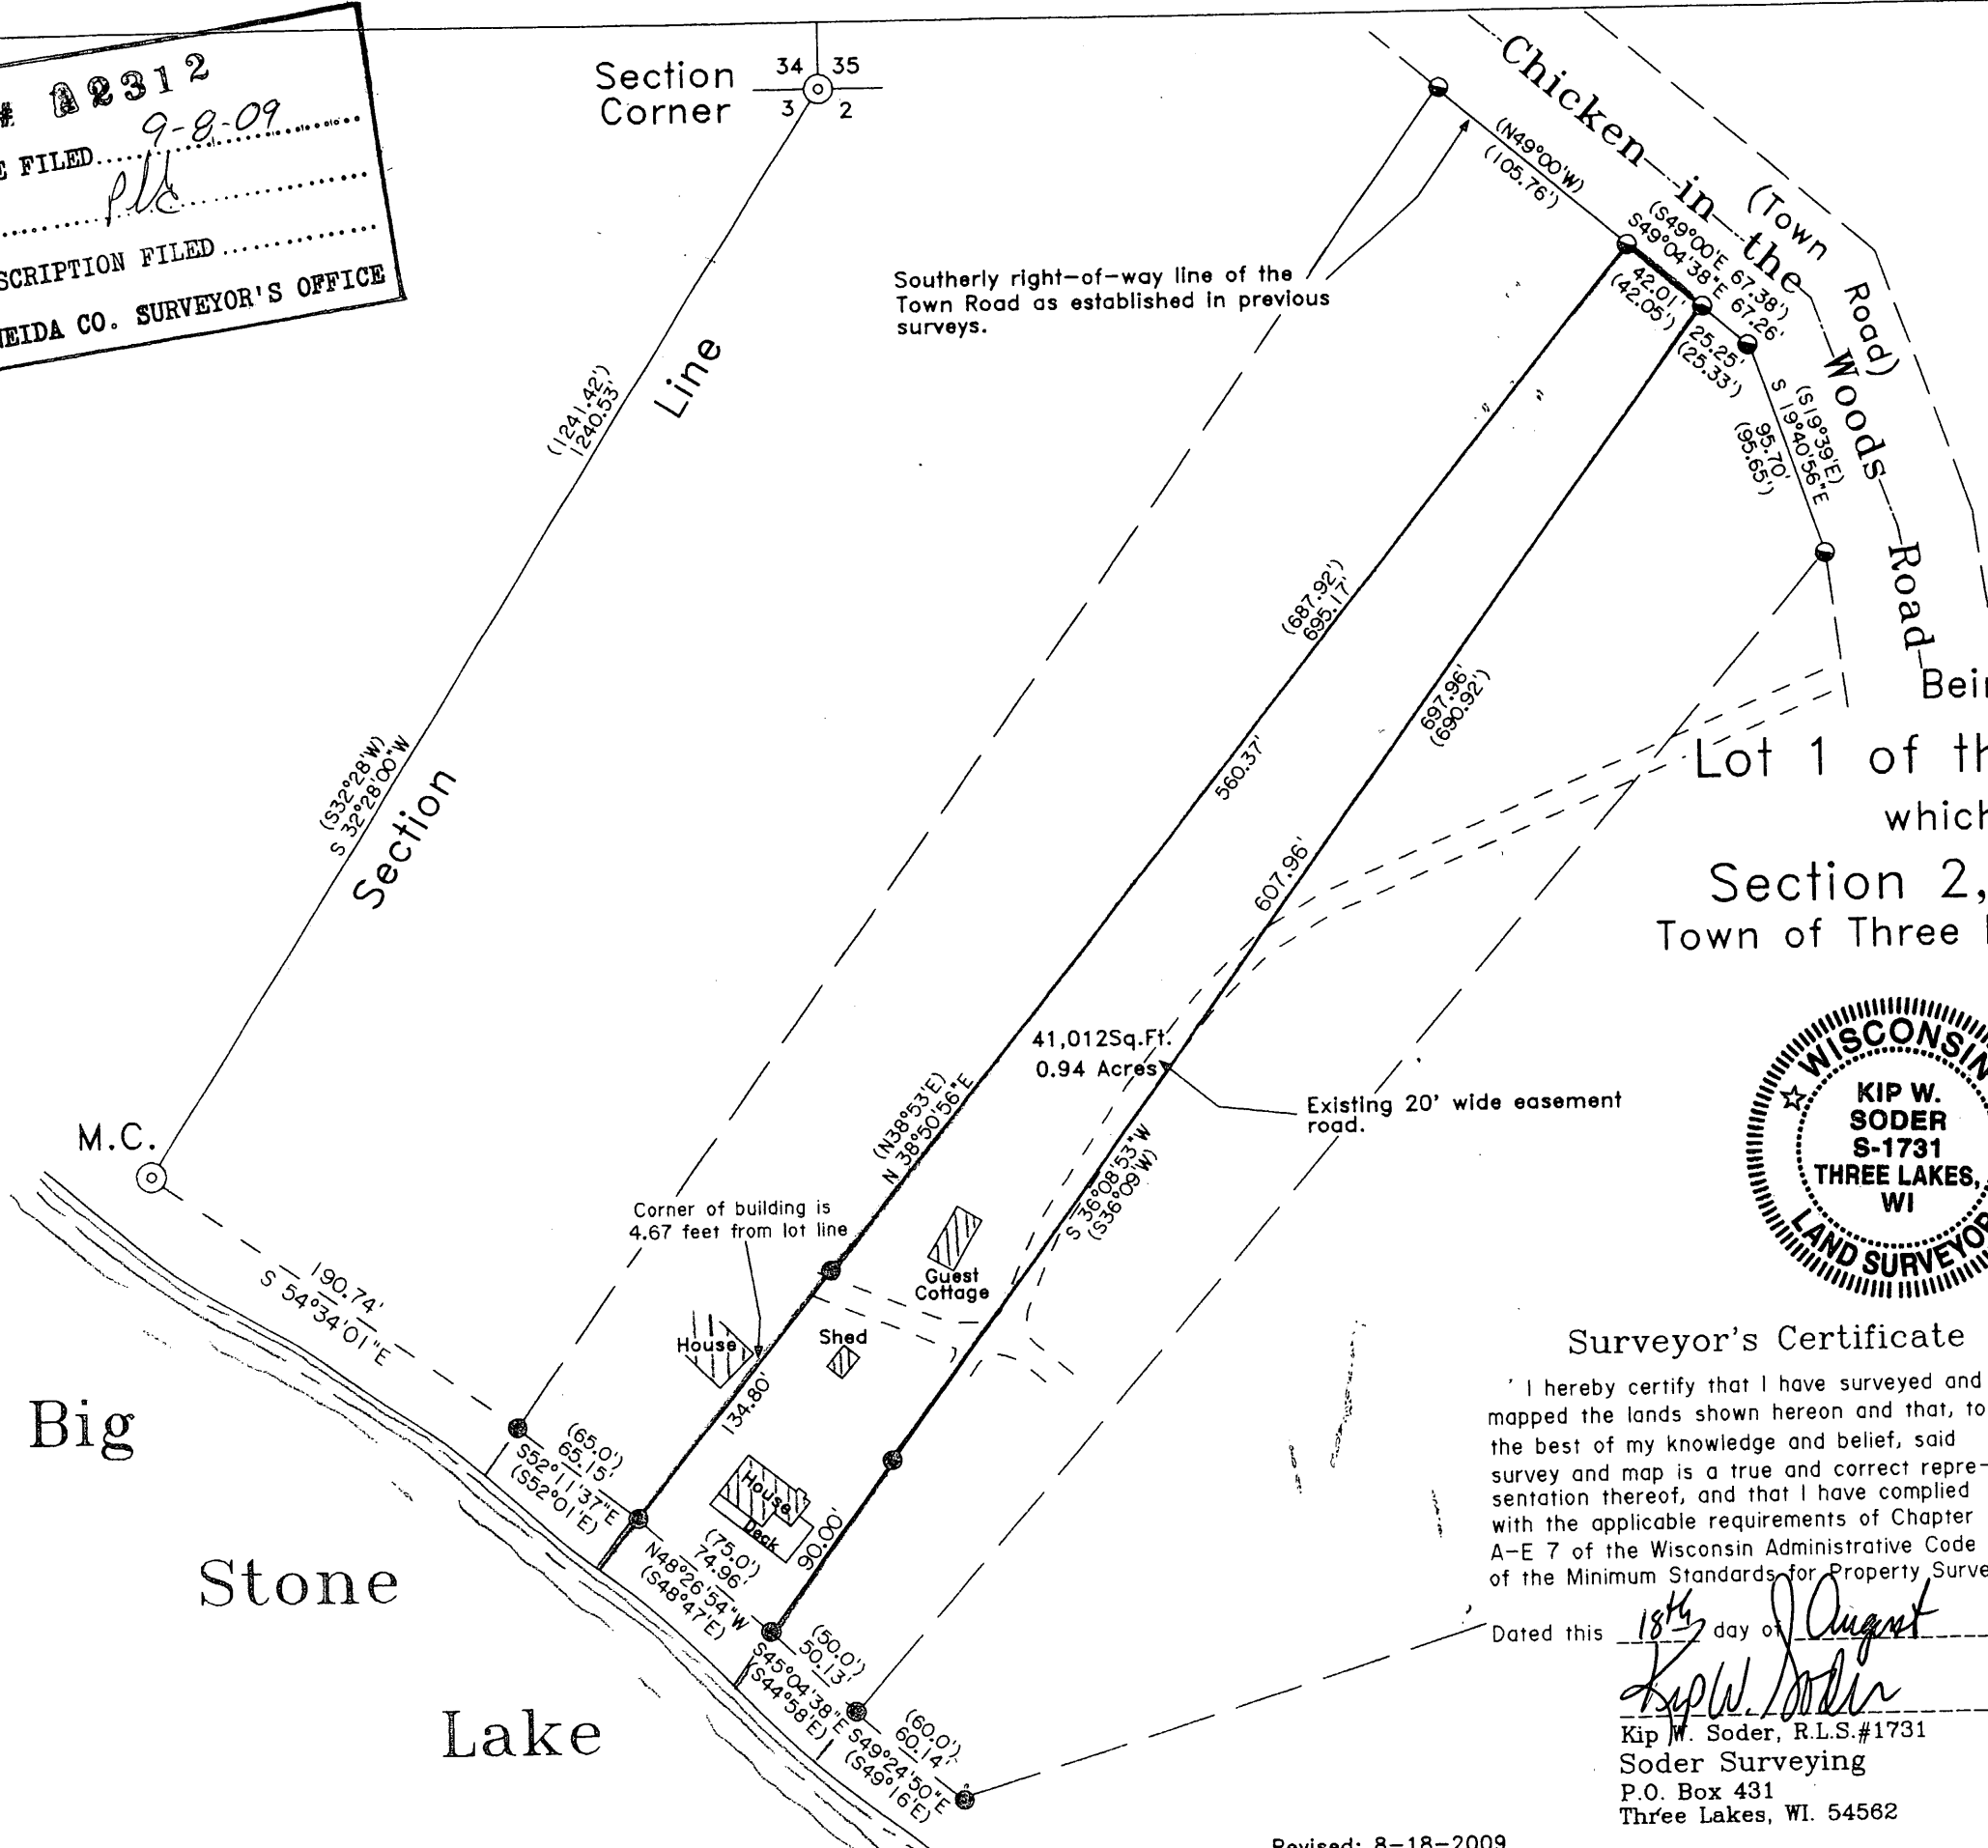 # A2312
E FILED 9-8-09
SCRIPTION FILED
NEIDA CO. SURVEYOR'S OFFICE
Section
Corner
34 35
3 2
Chicken in the Woods Road
(Town Road)
(N49°00'W)
(105.76')
(S49°00'E 67.38')
S49°04'38"E 67.26'
42.01'
(42.05')
25.25'
(25.33')
(S19°39'E)
S 19°40'56"E
95.70'
(95.65')
Southerly right-of-way line of the
Town Road as established in previous
surveys.
(1241.42')
1240.53'
Section Line
(S32°28'W)
S 32°28'00"W
(687.92')
695.17'
697.96'
(690.92')
560.37'
607.96'
Bein
Lot 1 of th
which
Section 2,
Town of Three L
41,012Sq.Ft.
0.94 Acres
Existing 20' wide easement
road.
(N38°53'E)
N 38°50'56"E
S 36°08'53"W
(S36°09'W)
WISCONSIN
KIP W.
SODER
S-1731
THREE LAKES,
WI
LAND SURVEYOR
M.C.
Corner of building is
4.67 feet from lot line
190.74'
S 54°34'01"E
Guest
Cottage
House
Shed
134.80'
House
Deck
90.00'
(65.0')
65.15'
S52°11'37"E
(S52°01'E)
(75.0')
74.96'
N48°26'54"W
(S48°47'E)
(50.0')
50.13'
S45°04'38"E
(S44°58'E)
(60.0')
60.14'
S49°24'50"E
(S49°16'E)
Big
Stone
Lake
Surveyor's Certificate
' I hereby certify that I have surveyed and
mapped the lands shown hereon and that, to
the best of my knowledge and belief, said
survey and map is a true and correct repre-
sentation thereof, and that I have complied
with the applicable requirements of Chapter
A-E 7 of the Wisconsin Administrative Code
of the Minimum Standards for Property Surve
Dated this 18th day of August
Kip W. Soder
Kip W. Soder, R.L.S.#1731
Soder Surveying
P.O. Box 431
Three Lakes, WI. 54562
Revised: 8-18-2009